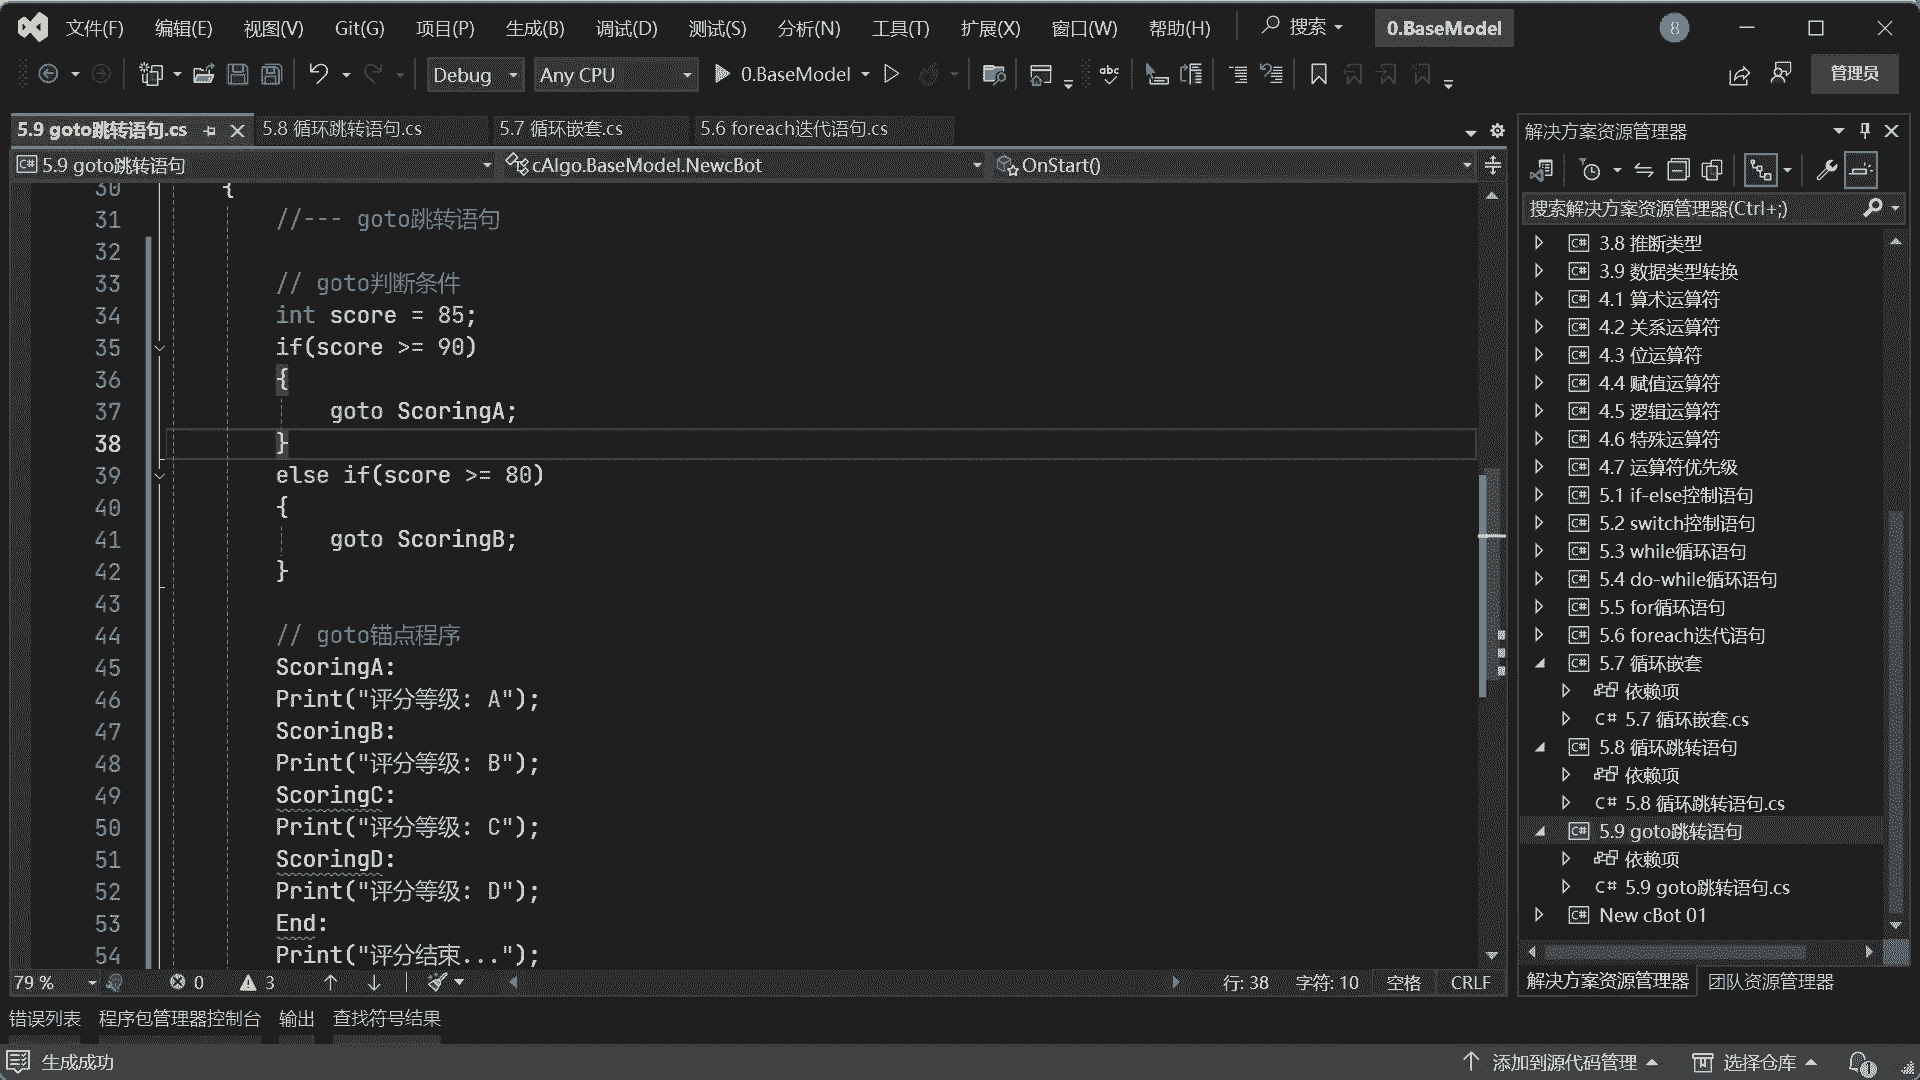 文件(F) 编辑(E) 视图(V) Git(G) 项目(P) 生成(B) 调试(D) 测试(S) 分析(N) 工具(T) 扩展(X) 窗口(W) 帮助(H) 搜索 0.BaseModel 8
Debug Any CPU 0.BaseModel abc 管理员
5.9 goto跳转语句.cs 5.8 循环跳转语句.cs 5.7 循环嵌套.cs 5.6 foreach迭代语句.cs
C# 5.9 goto跳转语句 cAlgo.BaseModel.NewcBot OnStart()
30 {
31 //--- goto跳转语句
32
33 // goto判断条件
34 int score = 85;
35 if(score >= 90)
36 {
37 goto ScoringA;
38 }
39 else if(score >= 80)
40 {
41 goto ScoringB;
42 }
43
44 // goto锚点程序
45 ScoringA:
46 Print("评分等级: A");
47 ScoringB:
48 Print("评分等级: B");
49 ScoringC:
50 Print("评分等级: C");
51 ScoringD:
52 Print("评分等级: D");
53 End:
54 Print("评分结束...");
79 % 0 3 行: 38 字符: 10 空格 CRLF
解决方案资源管理器
搜索解决方案资源管理器(Ctrl+;)
C# 3.8 推断类型
C# 3.9 数据类型转换
C# 4.1 算术运算符
C# 4.2 关系运算符
C# 4.3 位运算符
C# 4.4 赋值运算符
C# 4.5 逻辑运算符
C# 4.6 特殊运算符
C# 4.7 运算符优先级
C# 5.1 if-else控制语句
C# 5.2 switch控制语句
C# 5.3 while循环语句
C# 5.4 do-while循环语句
C# 5.5 for循环语句
C# 5.6 foreach迭代语句
C# 5.7 循环嵌套
依赖项
C# 5.7 循环嵌套.cs
C# 5.8 循环跳转语句
依赖项
C# 5.8 循环跳转语句.cs
C# 5.9 goto跳转语句
依赖项
C# 5.9 goto跳转语句.cs
C# New cBot 01
解决方案资源管理器 团队资源管理器
错误列表 程序包管理器控制台 输出 查找符号结果
生成成功 添加到源代码管理 选择仓库 1